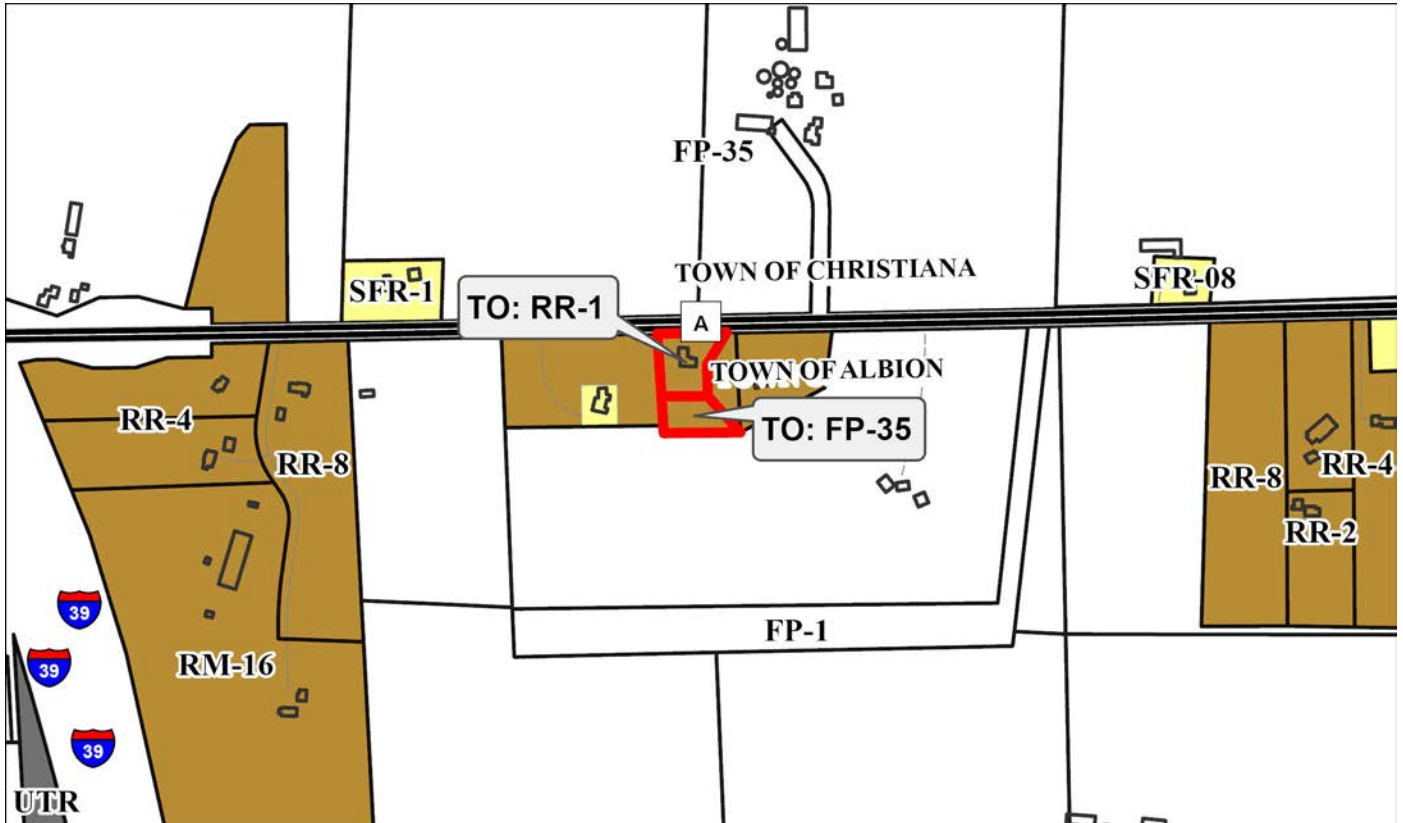 FP-35
TOWN OF CHRISTIANA
SFR-1
SFR-08
TO: RR-1
A
TOWN OF ALBION
TO: FP-35
RR-4
RR-8
RR-8
RR-4
RR-2
39
FP-1
39
RM-16
39
UTR